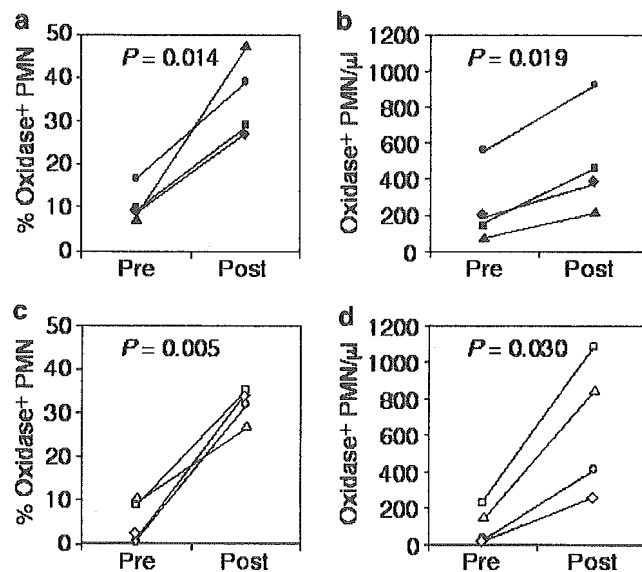 a
% Oxidase+ PMN
50
40
30
20
10
0
P = 0.014
Pre Post
b
Oxidase+ PMN/µl
1200
1000
800
600
400
200
0
P = 0.019
Pre Post
c
% Oxidase+ PMN
50
40
30
20
10
0
P = 0.005
Pre Post
d
Oxidase+ PMN/µl
1200
1000
800
600
400
200
0
P = 0.030
Pre Post